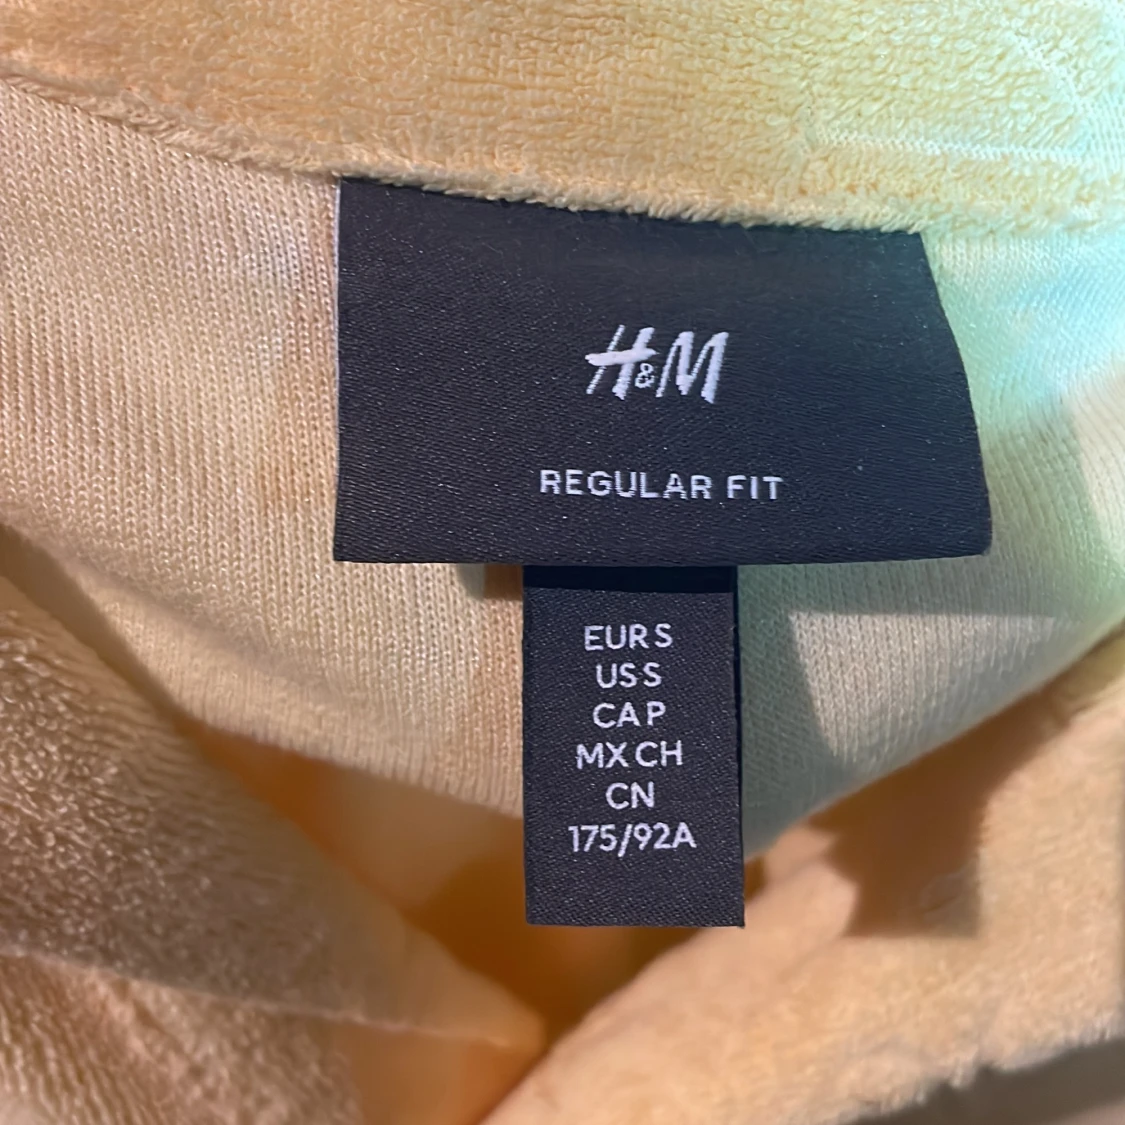 H&M
REGULAR FIT
EUR S
US S
CA P
MX CH
CN
175/92A